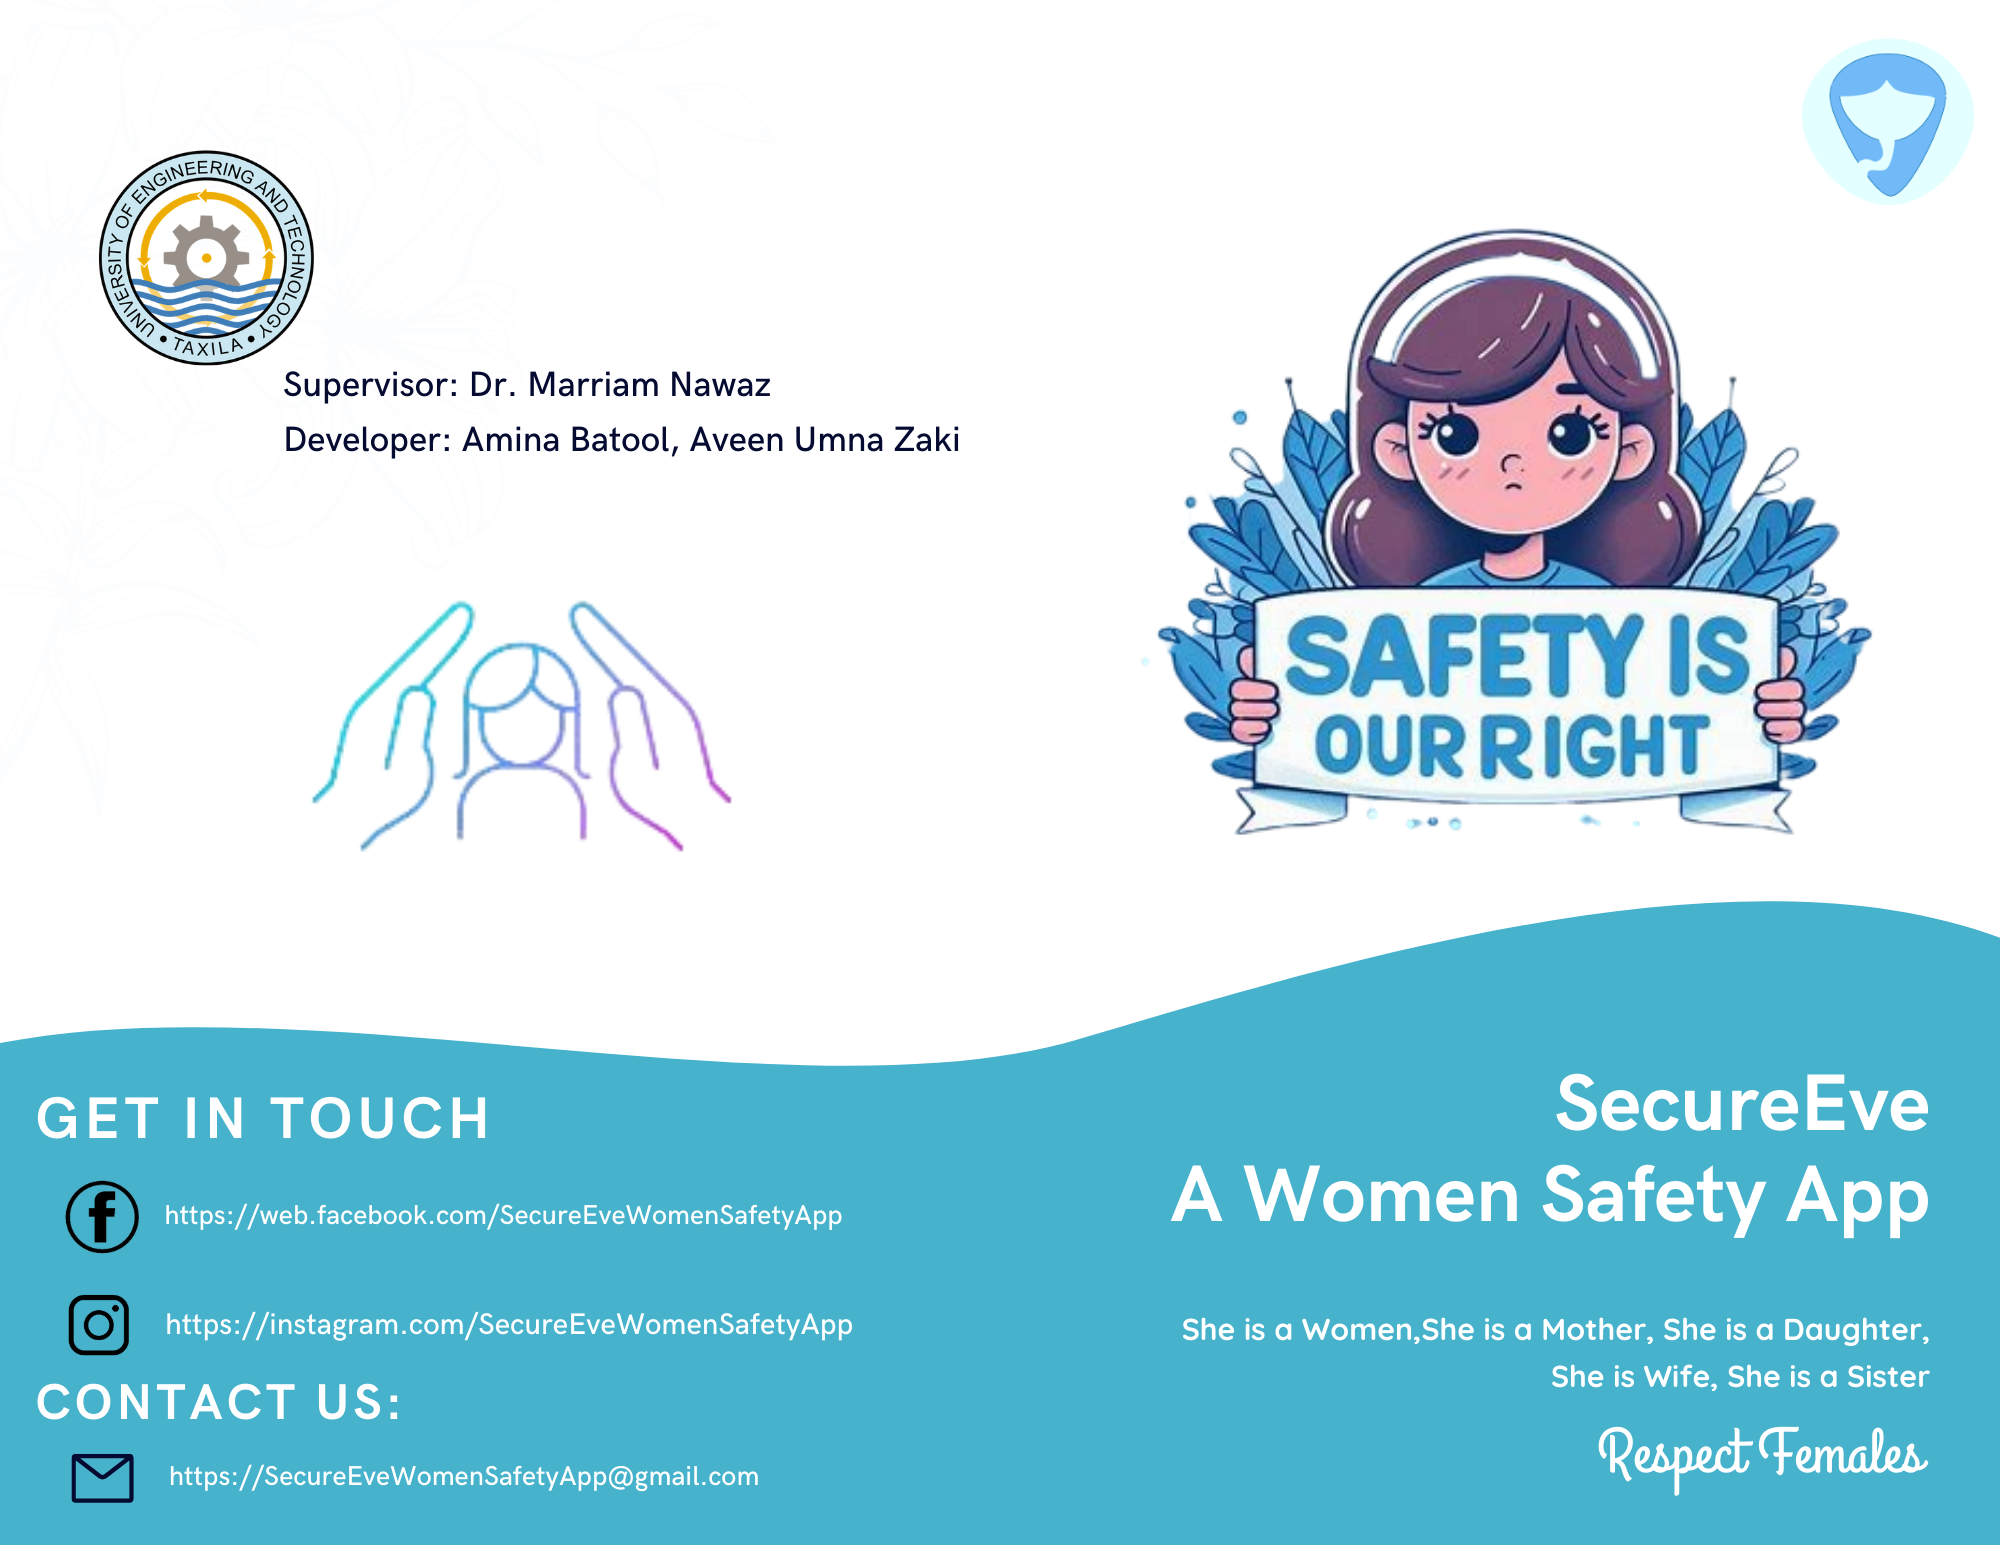 UNIVERSITY OF ENGINEERING AND TECHNOLOGY
• TAXILA •
Supervisor: Dr. Marriam Nawaz
Developer: Amina Batool, Aveen Umna Zaki
SAFETY IS
OUR RIGHT
GET IN TOUCH
https://web.facebook.com/SecureEveWomenSafetyApp
https://instagram.com/SecureEveWomenSafetyApp
CONTACT US:
https://SecureEveWomenSafetyApp@gmail.com
SecureEve
A Women Safety App
She is a Women,She is a Mother, She is a Daughter,
She is Wife, She is a Sister
Respect Females